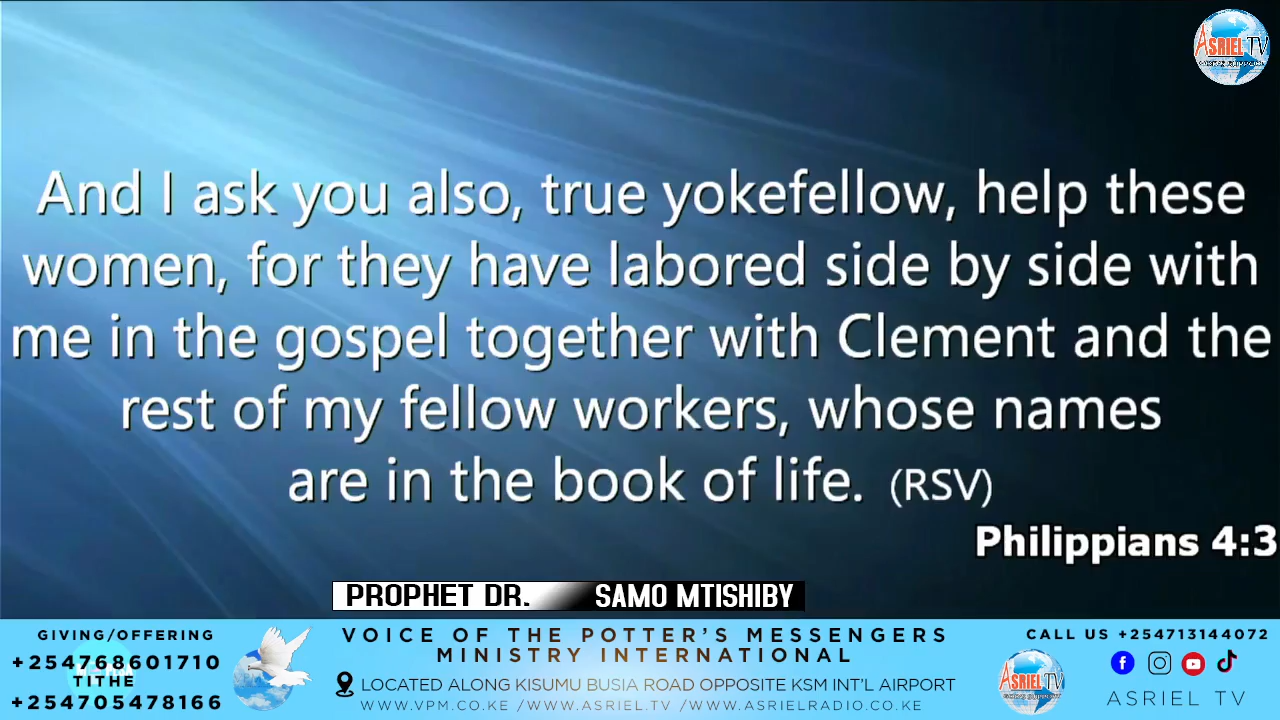 ASRIEL TV
And I ask you also, true yokefellow, help these
women, for they have labored side by side with
me in the gospel together with Clement and the
rest of my fellow workers, whose names
are in the book of life. (RSV)
Philippians 4:3
PROPHET DR. SAMO MTISHIBY
GIVING/OFFERING
+254768601710
TITHE
+254705478166
VOICE OF THE POTTER'S MESSENGERS
MINISTRY INTERNATIONAL
LOCATED ALONG KISUMU BUSIA ROAD OPPOSITE KSM INT'L AIRPORT
WWW.VPM.CO.KE /WWW.ASRIEL.TV /WWW.ASRIELRADIO.CO.KE
ASRIEL TV
CALL US +254713144072
ASRIEL TV